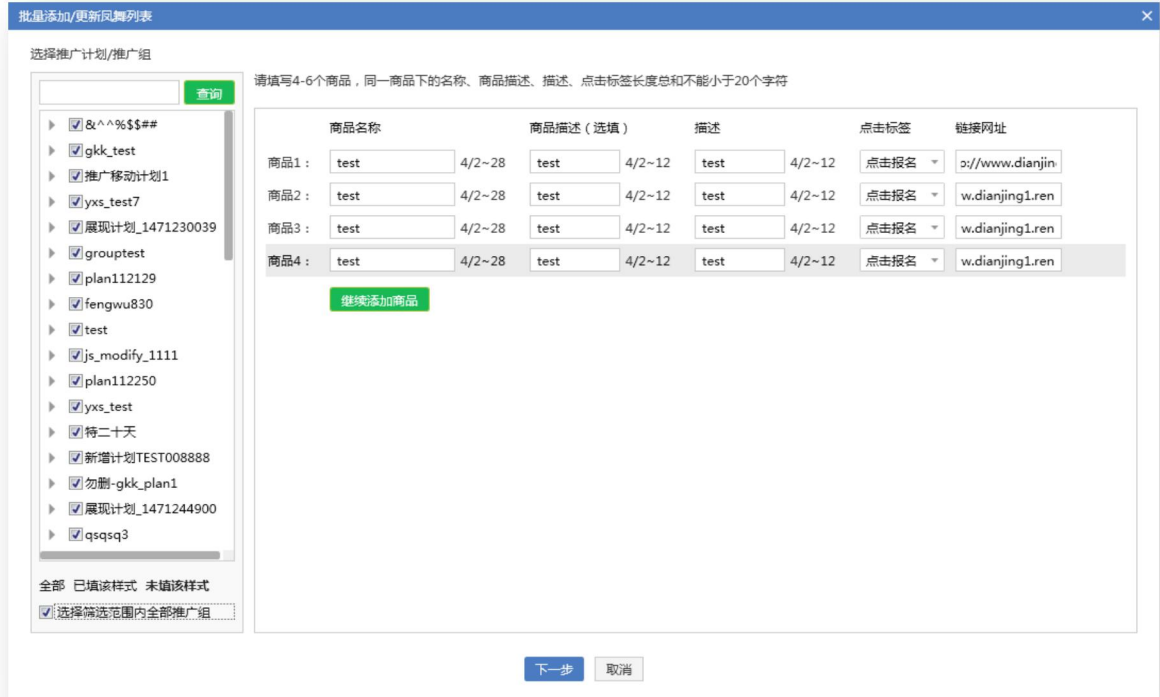 批量添加/更新凤舞列表
选择推广计划/推广组
查询
&^^%$$##
gkk_test
推广移动计划1
yxs_test7
展现计划_1471230039
grouptest
plan112129
fengwu830
test
js_modify_1111
plan112250
yxs_test
特二十天
新增计划TEST008888
勿删-gkk_plan1
展现计划_1471244900
qsqsq3
全部 已填该样式 未填该样式
选择筛选范围内全部推广组
请填写4-6个商品，同一商品下的名称、商品描述、描述、点击标签长度总和不能小于20个字符
商品名称 商品描述（选填） 描述 点击标签 链接网址
商品1： test 4/2~28 test 4/2~12 test 4/2~12 点击报名 ://www.dianjin
商品2： test 4/2~28 test 4/2~12 test 4/2~12 点击报名 w.dianjing1.ren
商品3： test 4/2~28 test 4/2~12 test 4/2~12 点击报名 w.dianjing1.ren
商品4： test 4/2~28 test 4/2~12 test 4/2~12 点击报名 w.dianjing1.ren
继续添加商品
下一步 取消